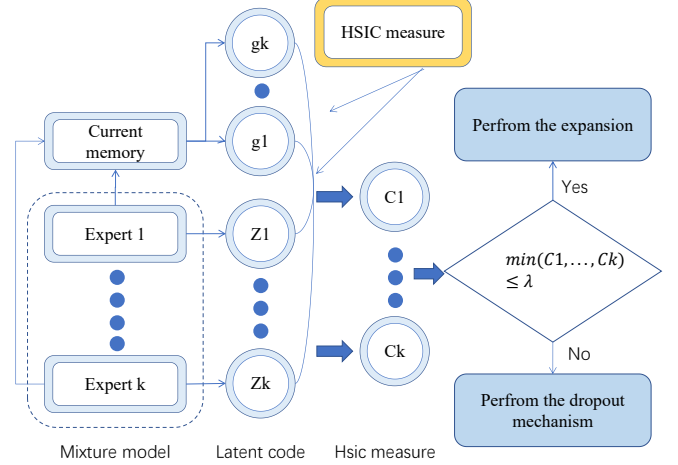 gk
HSIC measure
Current
memory
g1
Perfrom the expansion
C1
Yes
Expert 1
Z1
min(C1, ..., Ck)
≤ λ
No
Ck
Expert k
Zk
Perfrom the dropout
mechanism
Mixture model
Latent code
Hsic measure